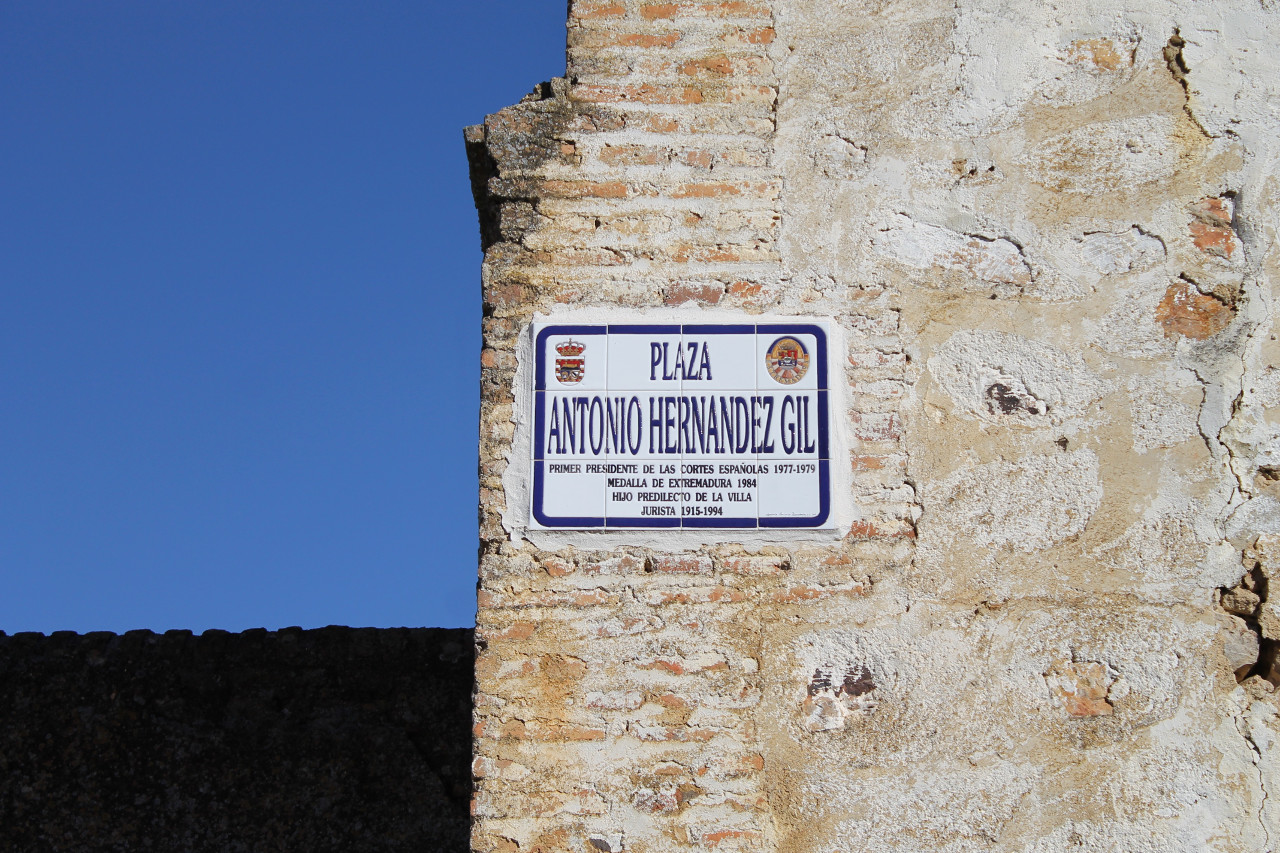 PLAZA
ANTONIO HERNANDEZ GIL
PRIMER PRESIDENTE DE LAS CORTES ESPAÑOLAS 1977-1979
MEDALLA DE EXTREMADURA 1984
HIJO PREDILECTO DE LA VILLA
JURISTA 1915-1994